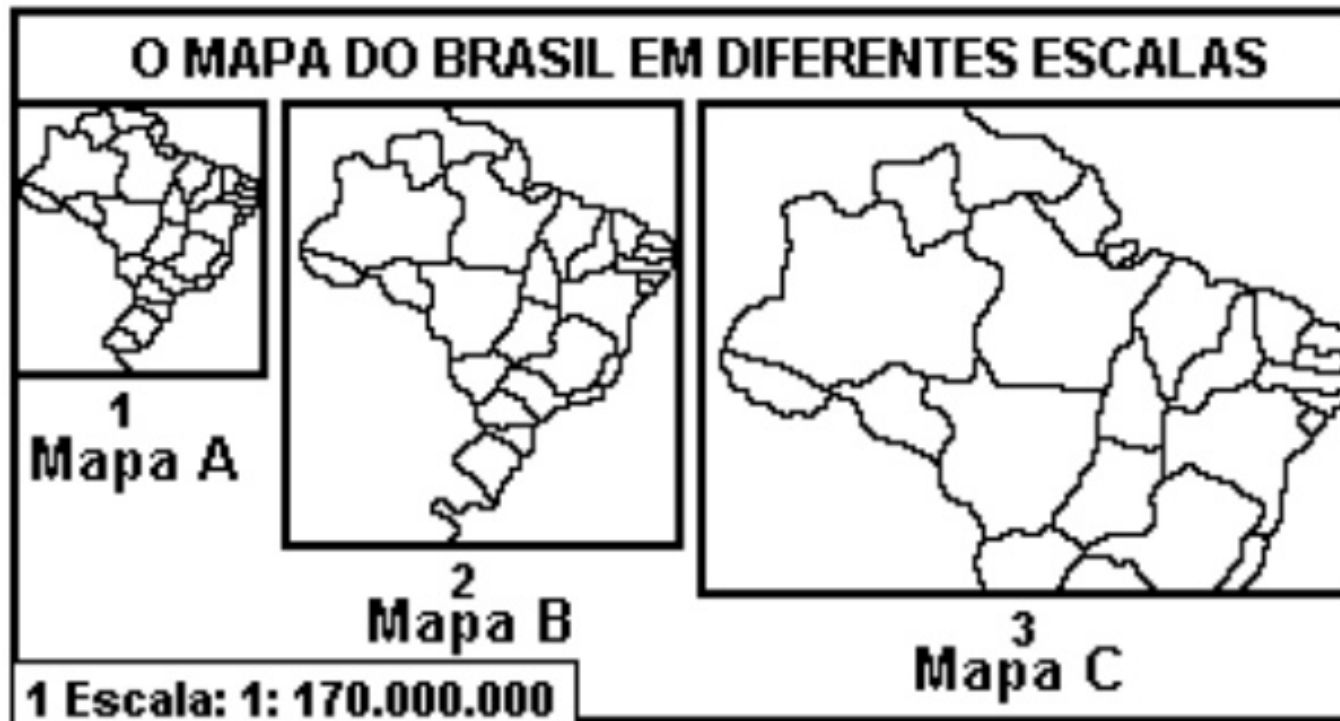 O MAPA DO BRASIL EM DIFERENTES ESCALAS
1
Mapa A
2
Mapa B
3
Mapa C
1 Escala: 1: 170.000.000